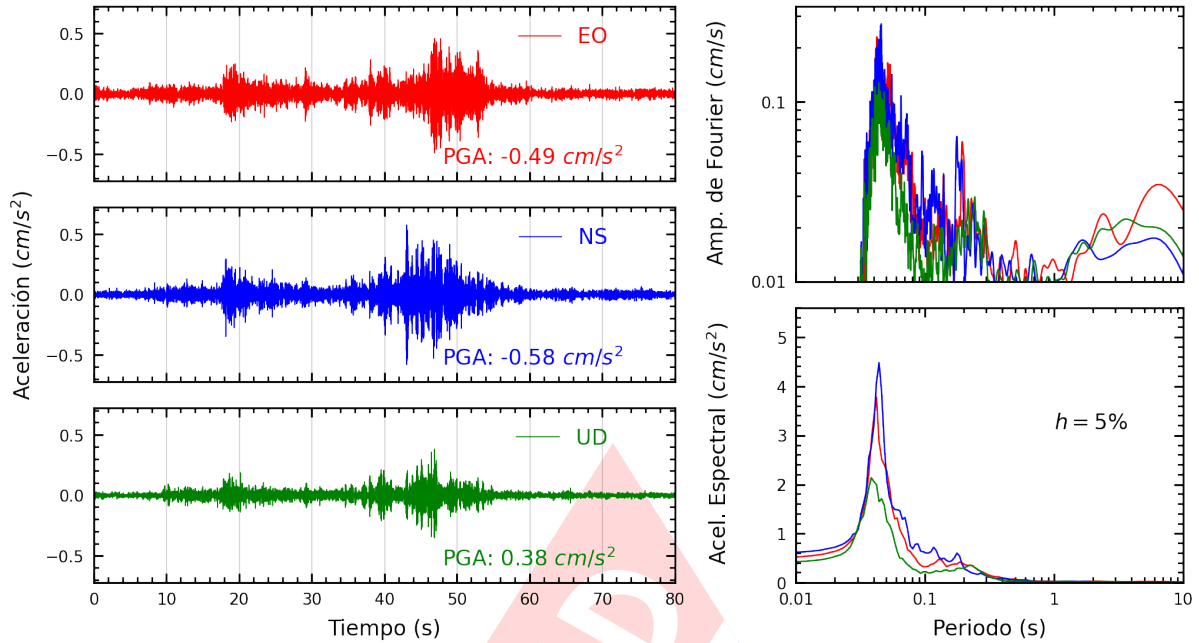 Aceleración (cm/s²)
0.5
0.0
−0.5
EO
PGA: -0.49 cm/s²
0.5
0.0
−0.5
NS
PGA: -0.58 cm/s²
0.5
0.0
−0.5
UD
PGA: 0.38 cm/s²
0 10 20 30 40 50 60 70 80
Tiempo (s)
Amp. de Fourier (cm/s)
0.1
0.01
Acel. Espectral (cm/s²)
5
4
3
2
1
0
h = 5%
0.01 0.1 1 10
Periodo (s)